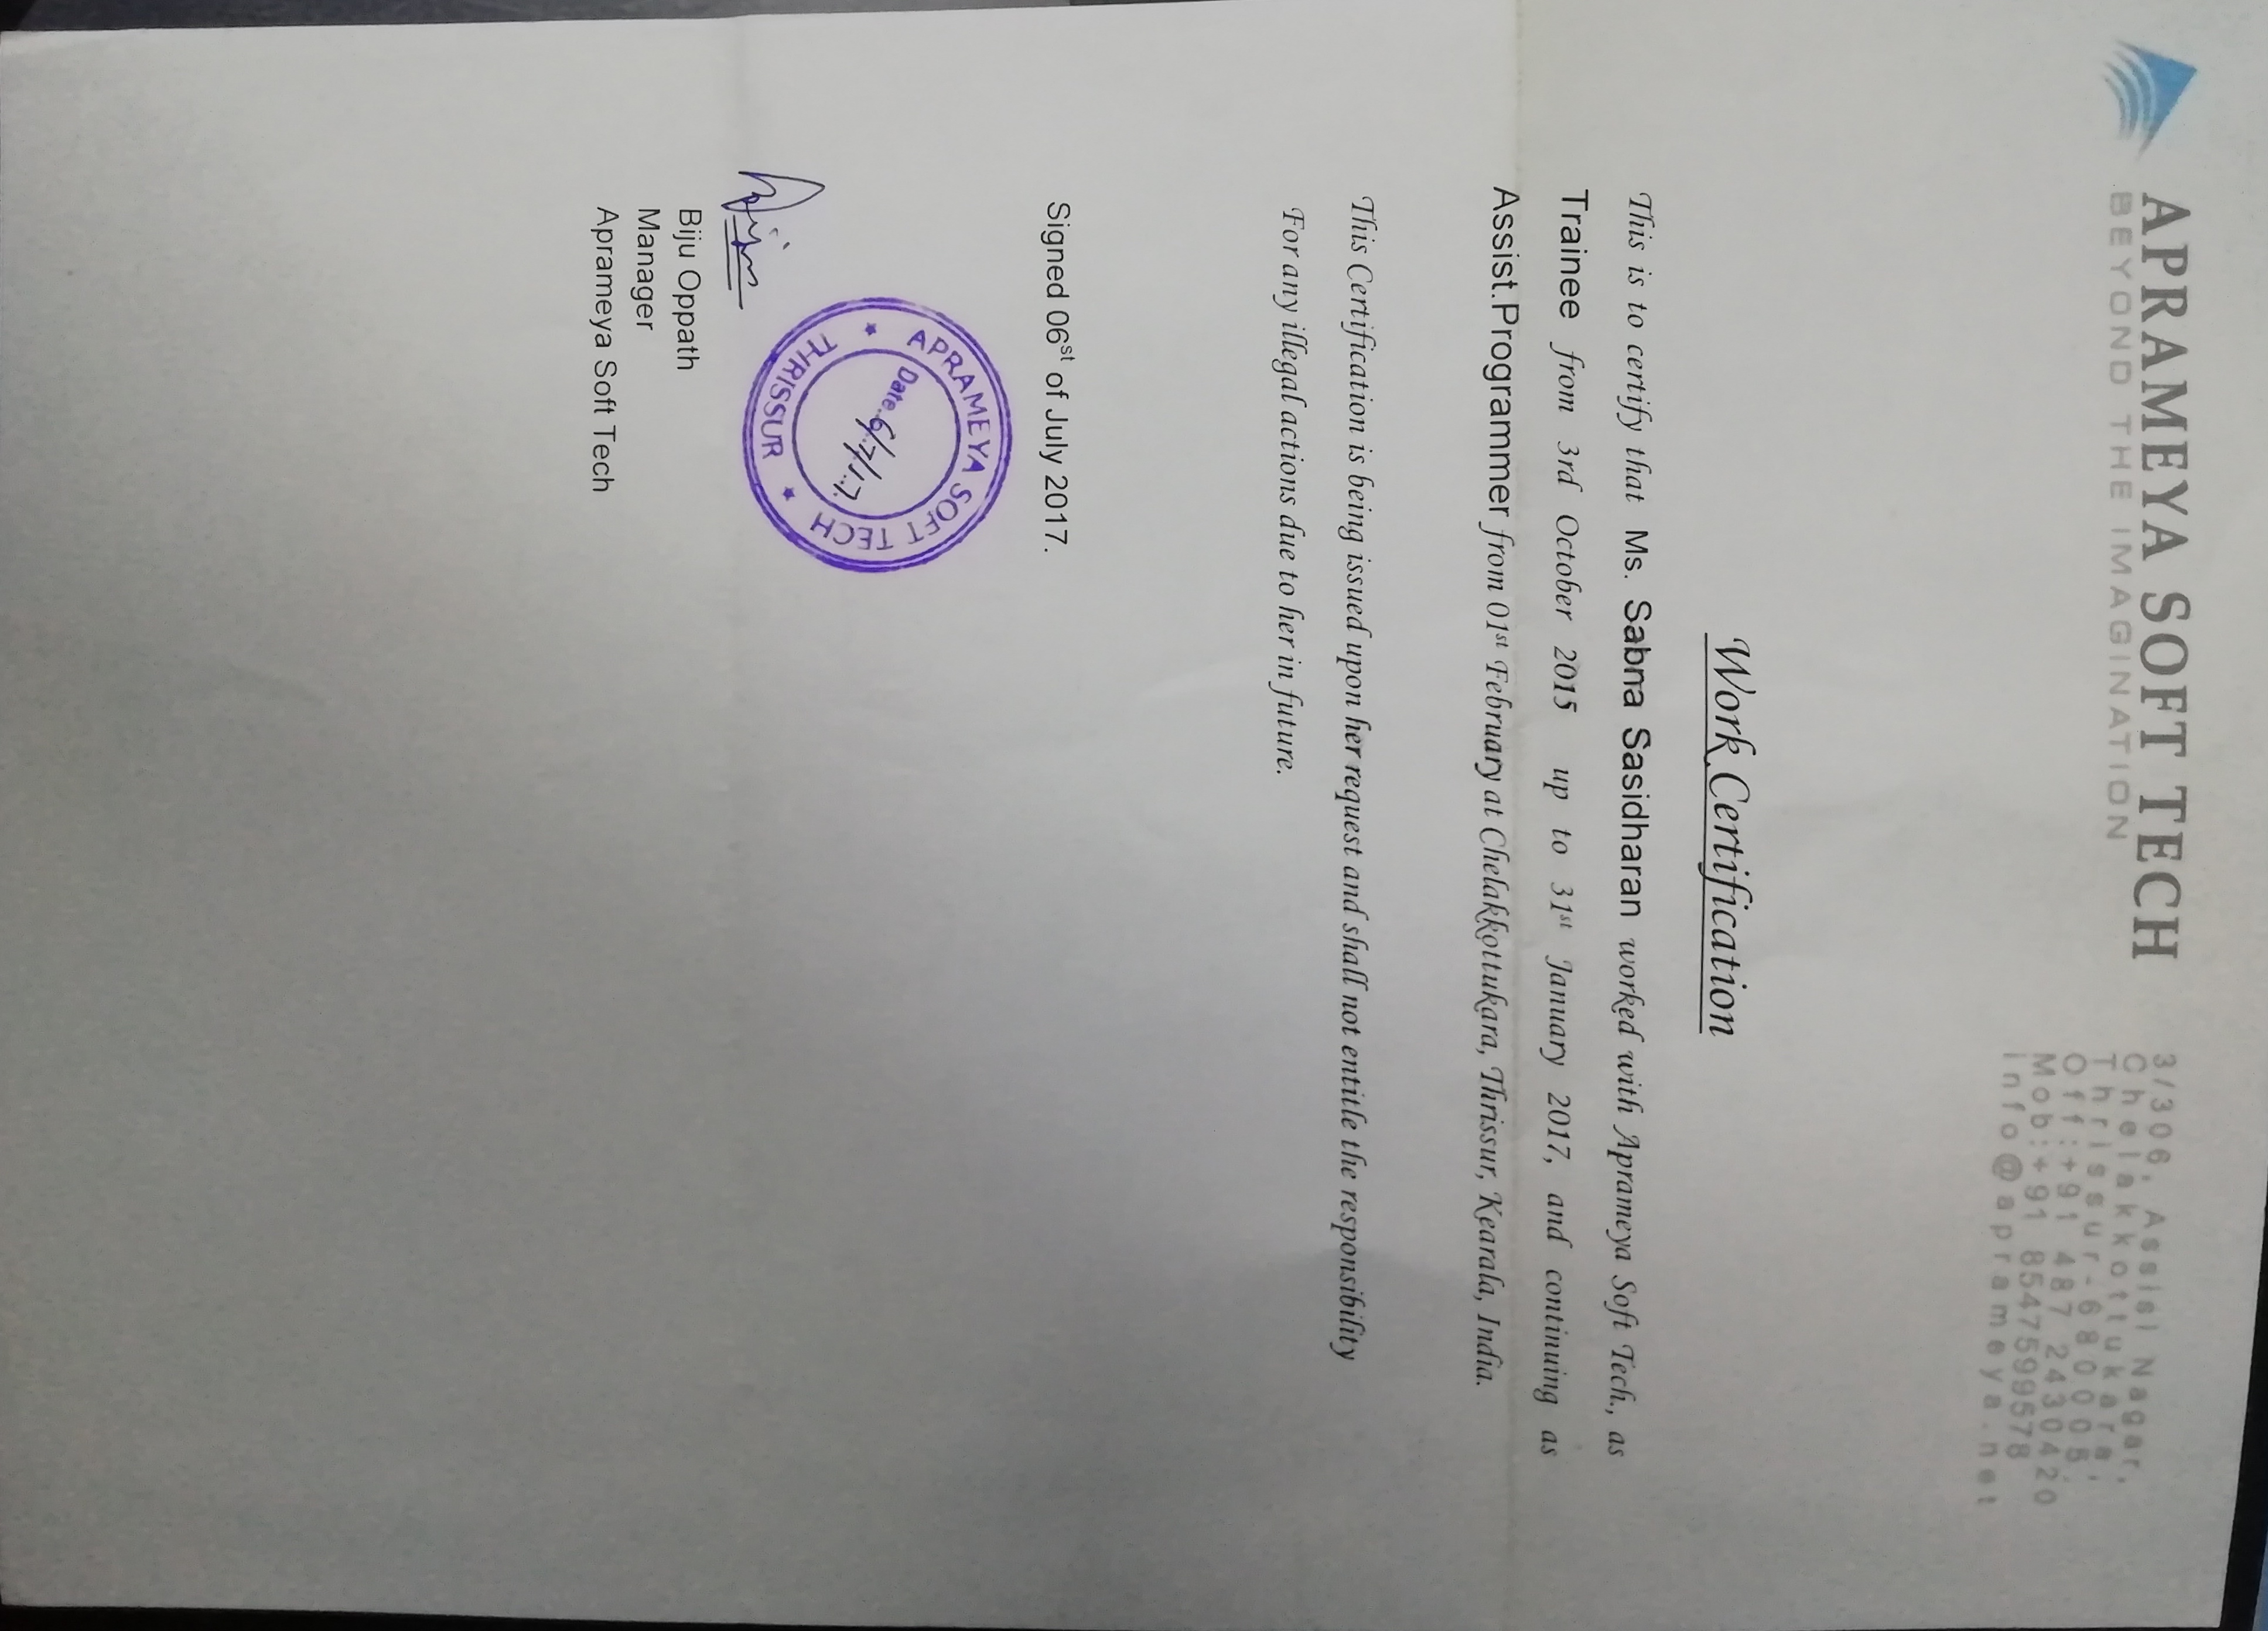 APRAMEYA SOFT TECH
BEYOND THE IMAGINATION
3/306, Assisi Nagar,
Chelakkottukara,
Thrissur-680005,
Off:+91 487 2430420
Mob:+91 8547599578
info@aprameya.net
Work Certification
This is to certify that Ms. Sabna Sasidharan worked with Aprameya Soft Tech., as
Trainee from 3rd October 2015 up to 31st January 2017, and continuing as
Assist.Programmer from 01st February at Chelakkottukara, Thrissur, Kearala, India.
This Certification is being issued upon her request and shall not entitle the responsibility
For any illegal actions due to her in future.
Signed 06st of July 2017.
APRAMEYA SOFT TECH
Date. 6/7/17.
THRISSUR
Biju Oppath
Manager
Aprameya Soft Tech